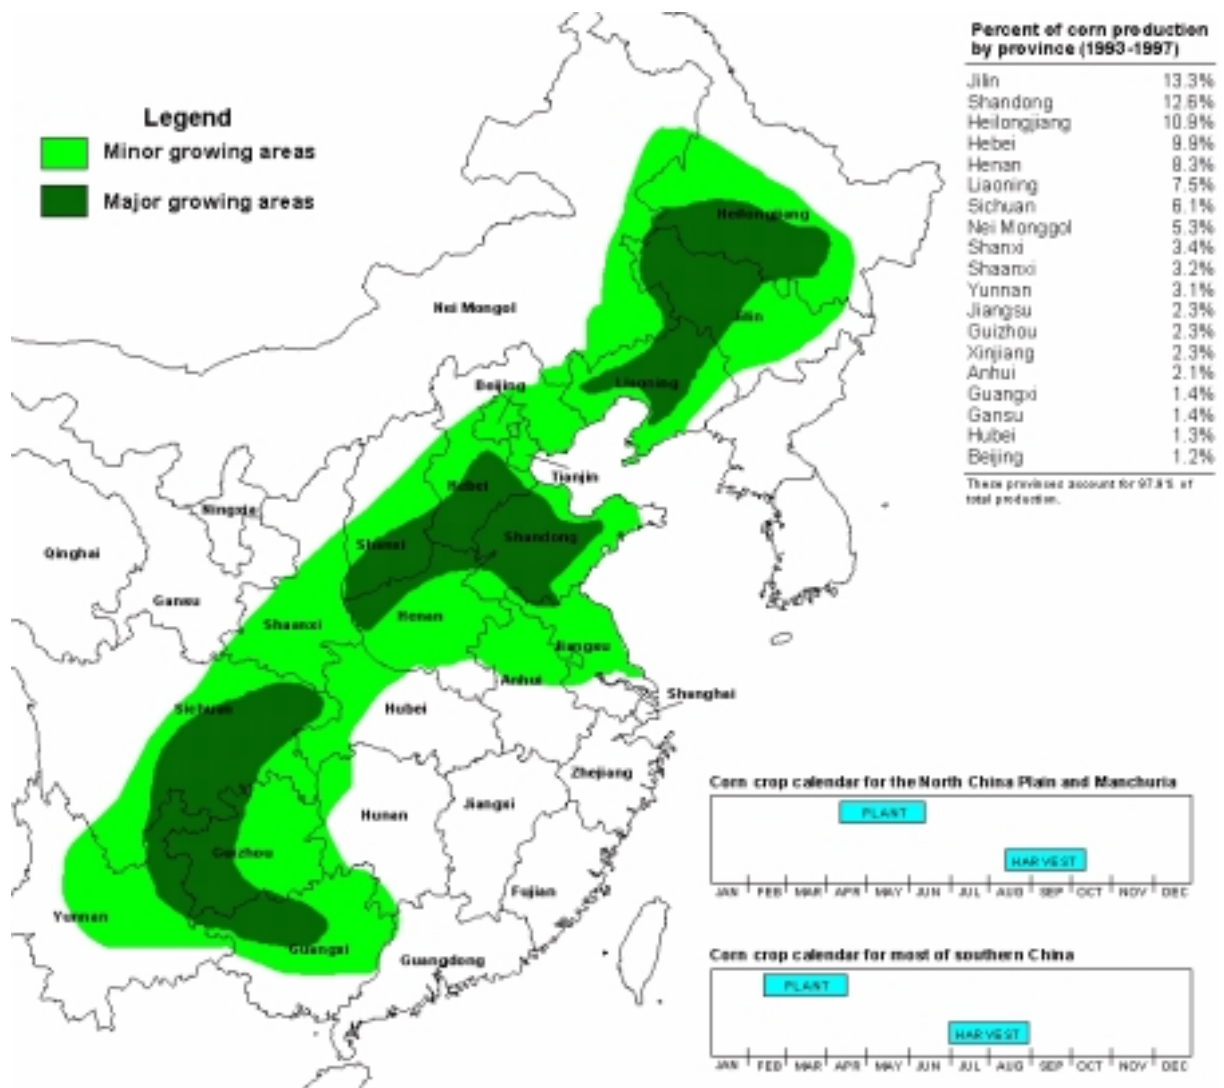 Percent of corn production
by province (1993-1997)
Jilin 13.3%
Shandong 12.6%
Heilongjiang 10.9%
Hebei 9.9%
Henan 8.3%
Liaoning 7.5%
Sichuan 6.1%
Nei Monggol 5.3%
Shanxi 3.4%
Shaanxi 3.2%
Yunnan 3.1%
Jiangsu 2.3%
Guizhou 2.3%
Xinjiang 2.3%
Anhui 2.1%
Guangxi 1.4%
Gansu 1.4%
Hubei 1.3%
Beijing 1.2%
These provinces account for 97.9% of
total production.
Legend
Minor growing areas
Major growing areas
Heilongjiang
Nei Mongol
Jilin
Beijing
Liaoning
Tianjin
Hebei
Ningxia
Shanxi
Shandong
Qinghai
Gansu
Shaanxi
Henan
Jiangsu
Anhui
Shanghai
Sichuan
Hubei
Zhejiang
Hunan
Jiangxi
Guizhou
Fujian
Yunnan
Guangxi
Guangdong
Corn crop calendar for the North China Plain and Manchuria
PLANT
HARVEST
JAN FEB MAR APR MAY JUN JUL AUG SEP OCT NOV DEC
Corn crop calendar for most of southern China
PLANT
HARVEST
JAN FEB MAR APR MAY JUN JUL AUG SEP OCT NOV DEC